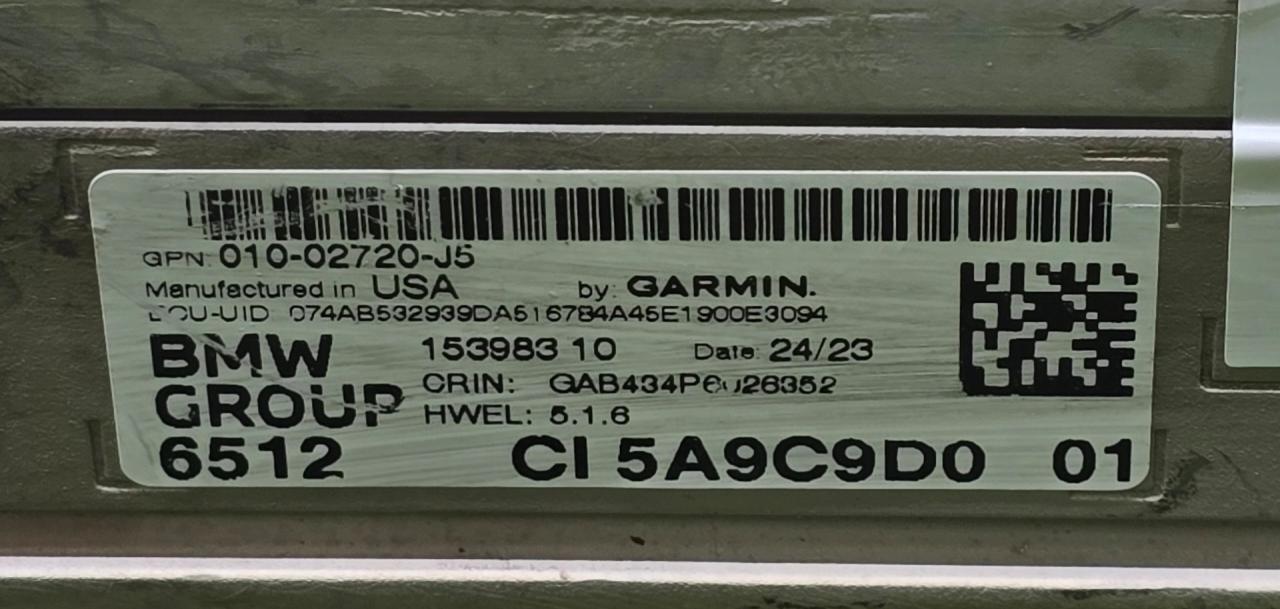 GPN: 010-02720-J5
Manufactured in USA by: GARMIN.
074AB532939DA516784A45E1900E3094
BMW GROUP
153983 10 Date: 24/23
CRIN:
HWEL: 5.1.6
6512 CI 5A9C9D0 01